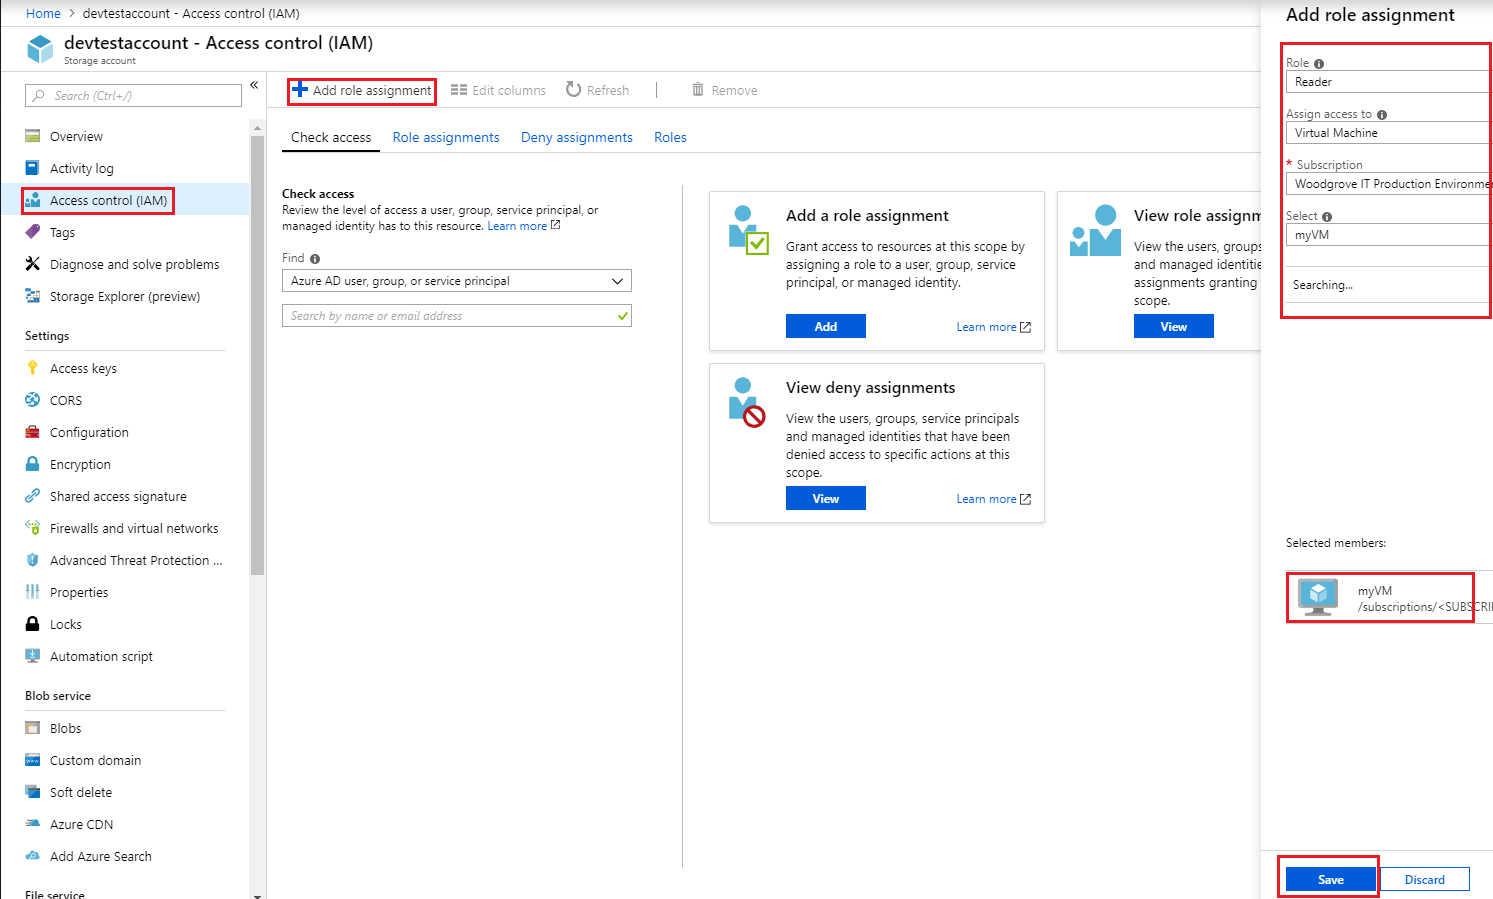 Home > devtestaccount - Access control (IAM)
devtestaccount - Access control (IAM)
Storage account
Search (Ctrl+/)
«
Overview
Activity log
Access control (IAM)
Tags
Diagnose and solve problems
Storage Explorer (preview)
Settings
Access keys
CORS
Configuration
Encryption
Shared access signature
Firewalls and virtual networks
Advanced Threat Protection ...
Properties
Locks
Automation script
Blob service
Blobs
Custom domain
Soft delete
Azure CDN
Add Azure Search
File service
Add role assignment
Edit columns
Refresh
Remove
Check access
Role assignments
Deny assignments
Roles
Check access
Review the level of access a user, group, service principal, or
managed identity has to this resource. Learn more
Find
Azure AD user, group, or service principal
Search by name or email address
Add a role assignment
Grant access to resources at this scope by
assigning a role to a user, group, service
principal, or managed identity.
Add
Learn more
View role assignm
View the users, groups
and managed identitie
assignments granting
scope.
View
View deny assignments
View the users, groups, service principals
and managed identities that have been
denied access to specific actions at this
scope.
View
Learn more
Add role assignment
Role
Reader
Assign access to
Virtual Machine
* Subscription
Woodgrove IT Production Environme
Select
myVM
Searching...
Selected members:
myVM
/subscriptions/<SUBSCRI
Save
Discard